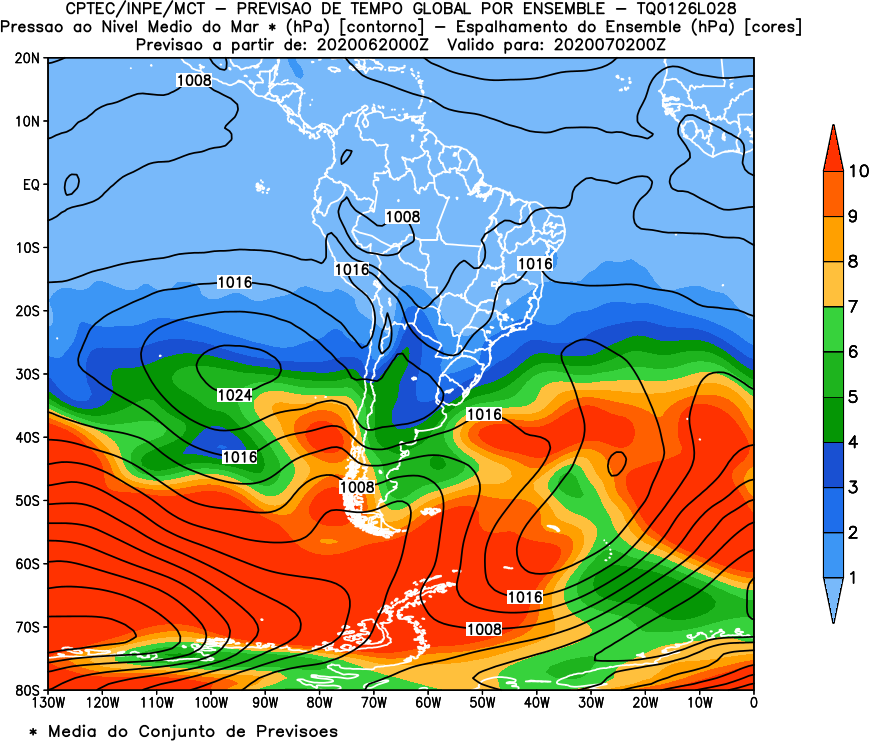 CPTEC/INPE/MCT – PREVISAO DE TEMPO GLOBAL POR ENSEMBLE – TQ0126L028
Pressao ao Nivel Medio do Mar * (hPa) [contorno] – Espalhamento do Ensemble (hPa) [cores]
Previsao a partir de: 2020062000Z Valido para: 2020070200Z
20N
1008
10N
EQ
1008
10S
1016
1016
1016
20S
30S
1024
1016
40S
1016
1008
50S
60S
1016
1008
70S
80S
130W 120W 110W 100W 90W 80W 70W 60W 50W 40W 30W 20W 10W 0
10
9
8
7
6
5
4
3
2
1
* Media do Conjunto de Previsoes